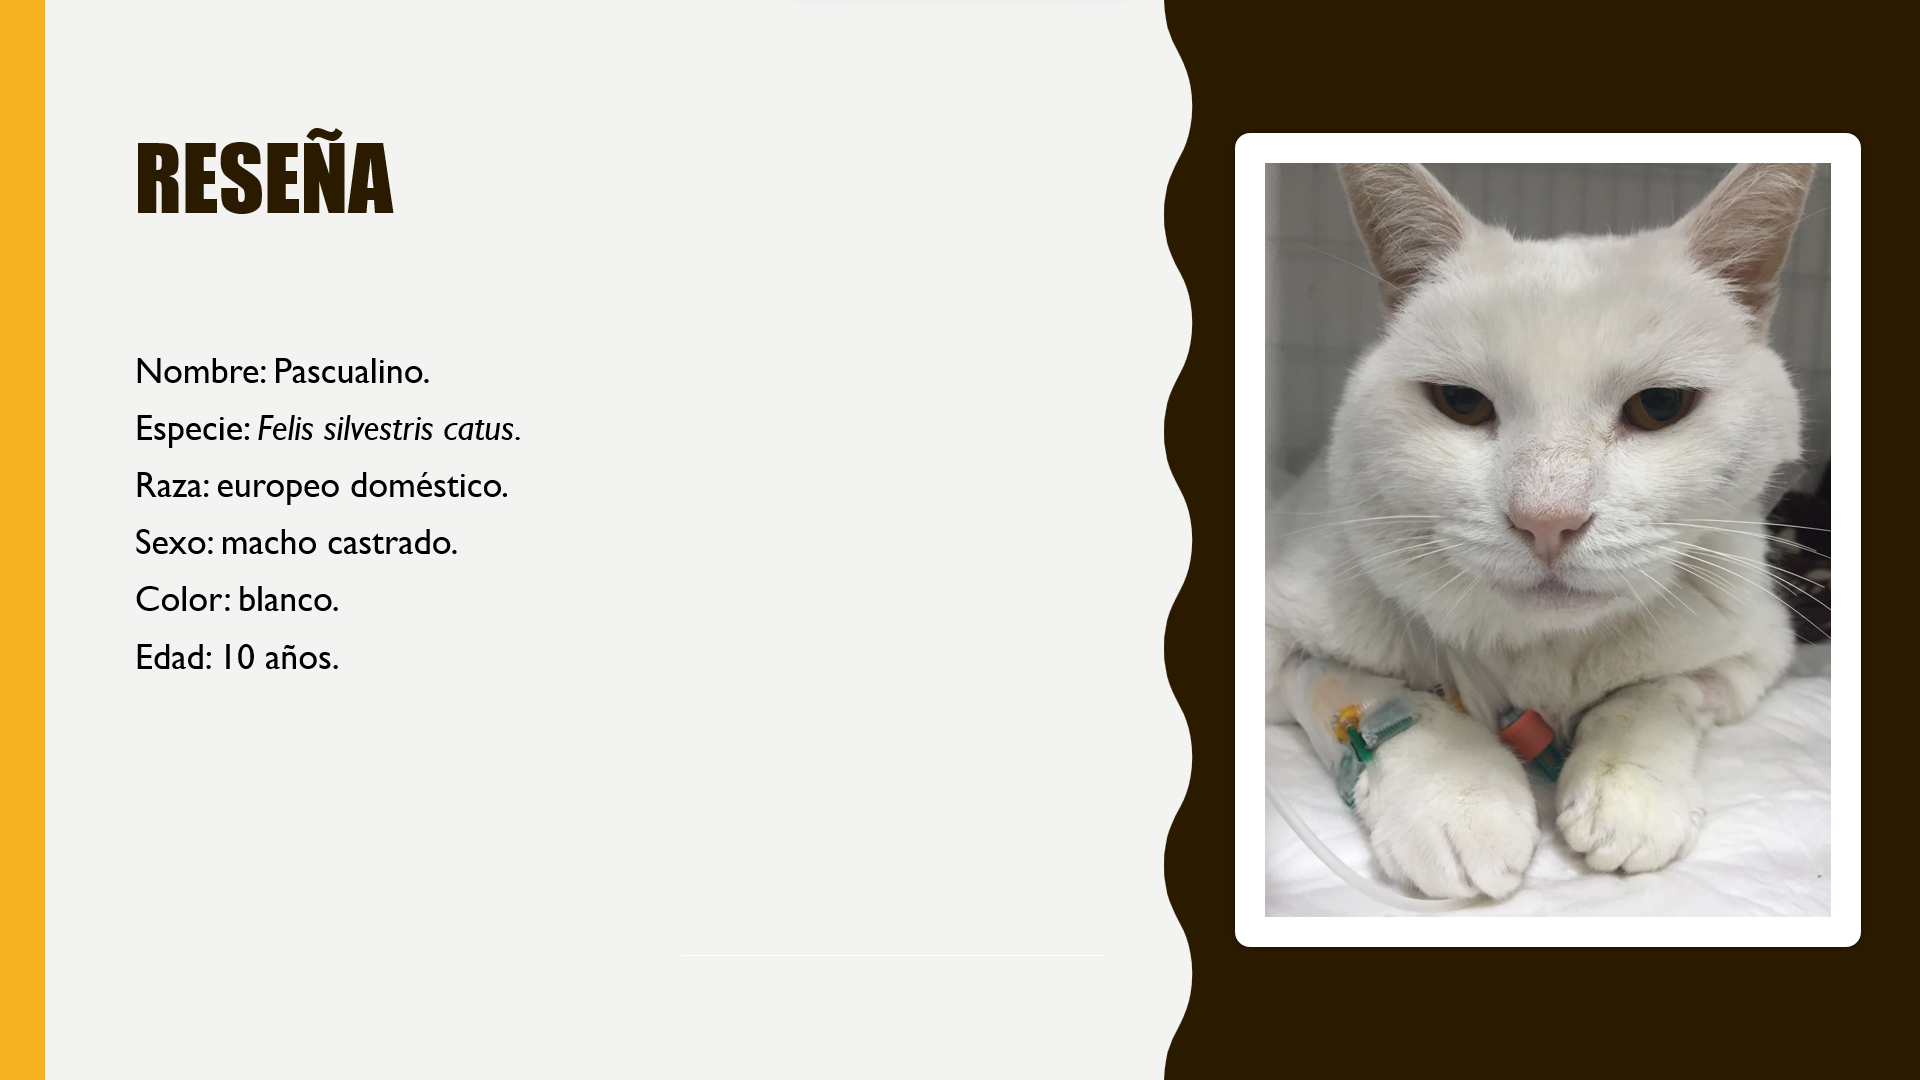 RESEÑA
Nombre: Pascualino.
Especie: Felis silvestris catus.
Raza: europeo doméstico.
Sexo: macho castrado.
Color: blanco.
Edad: 10 años.